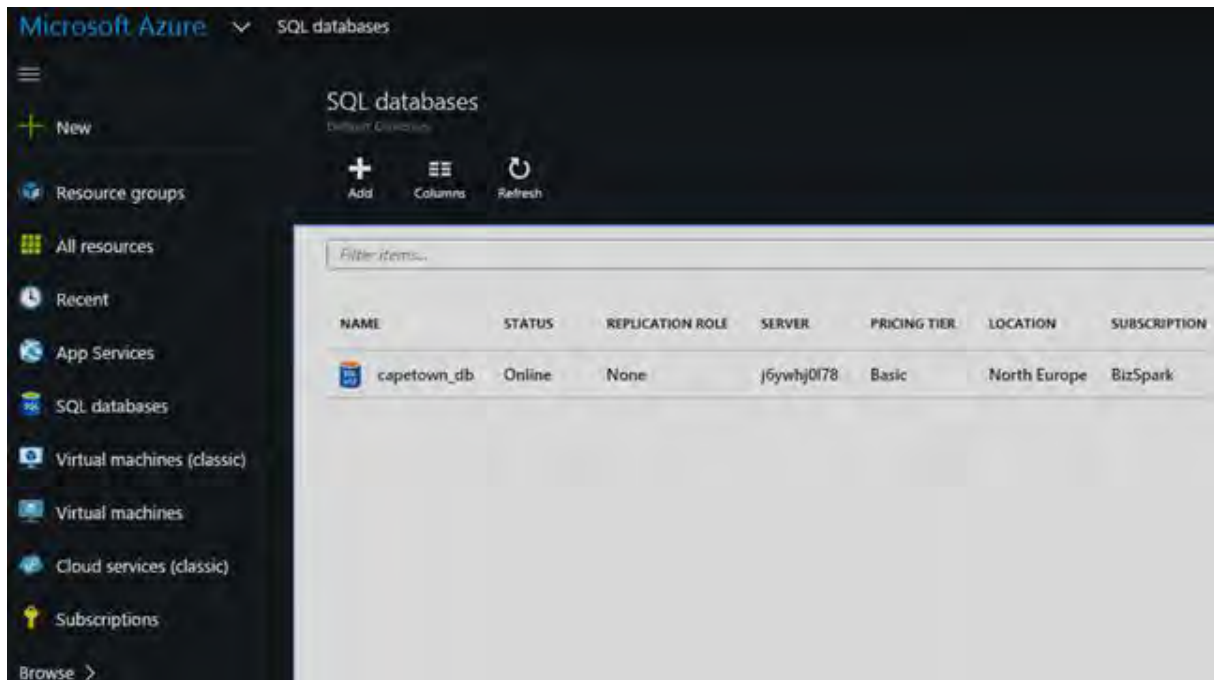 Microsoft Azure SQL databases
New
Resource groups
All resources
Recent
App Services
SQL databases
Virtual machines (classic)
Virtual machines
Cloud services (classic)
Subscriptions
Browse >
SQL databases
Default Directory
Add Columns Refresh
Filter items...
NAME STATUS REPLICATION ROLE SERVER PRICING TIER LOCATION SUBSCRIPTION
capetown_db Online None j6ywhj0l78 Basic North Europe BizSpark